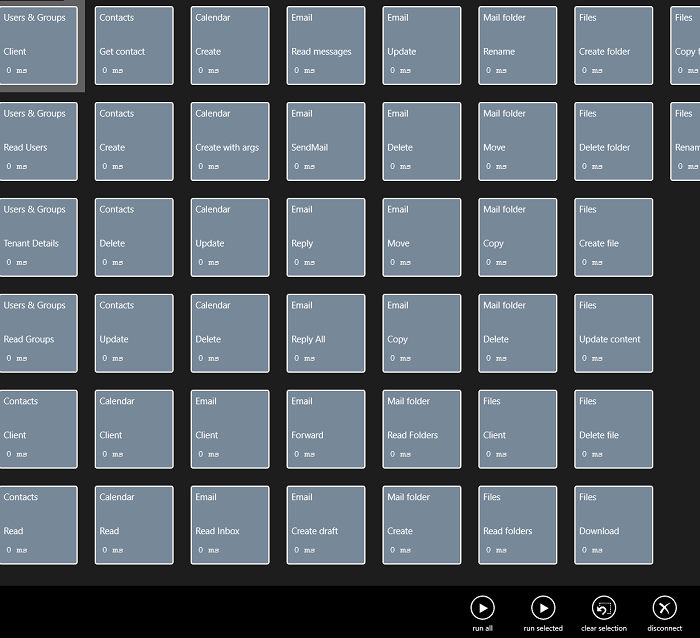 Users & Groups
Client
0 ms
Contacts
Get contact
0 ms
Calendar
Create
0 ms
Email
Read messages
0 ms
Email
Update
0 ms
Mail folder
Rename
0 ms
Files
Create folder
0 ms
Files
Copy f
0 ms
Users & Groups
Read Users
0 ms
Contacts
Create
0 ms
Calendar
Create with args
0 ms
Email
SendMail
0 ms
Email
Delete
0 ms
Mail folder
Move
0 ms
Files
Delete folder
0 ms
Files
Renam
0 ms
Users & Groups
Tenant Details
0 ms
Contacts
Delete
0 ms
Calendar
Update
0 ms
Email
Reply
0 ms
Email
Move
0 ms
Mail folder
Copy
0 ms
Files
Create file
0 ms
Users & Groups
Read Groups
0 ms
Contacts
Update
0 ms
Calendar
Delete
0 ms
Email
Reply All
0 ms
Email
Copy
0 ms
Mail folder
Delete
0 ms
Files
Update content
0 ms
Contacts
Client
0 ms
Calendar
Client
0 ms
Email
Client
0 ms
Email
Forward
0 ms
Mail folder
Read Folders
0 ms
Files
Client
0 ms
Files
Delete file
0 ms
Contacts
Read
0 ms
Calendar
Read
0 ms
Email
Read Inbox
0 ms
Email
Create draft
0 ms
Mail folder
Create
0 ms
Files
Read folders
0 ms
Files
Download
0 ms
run all
run selected
clear selection
disconnect